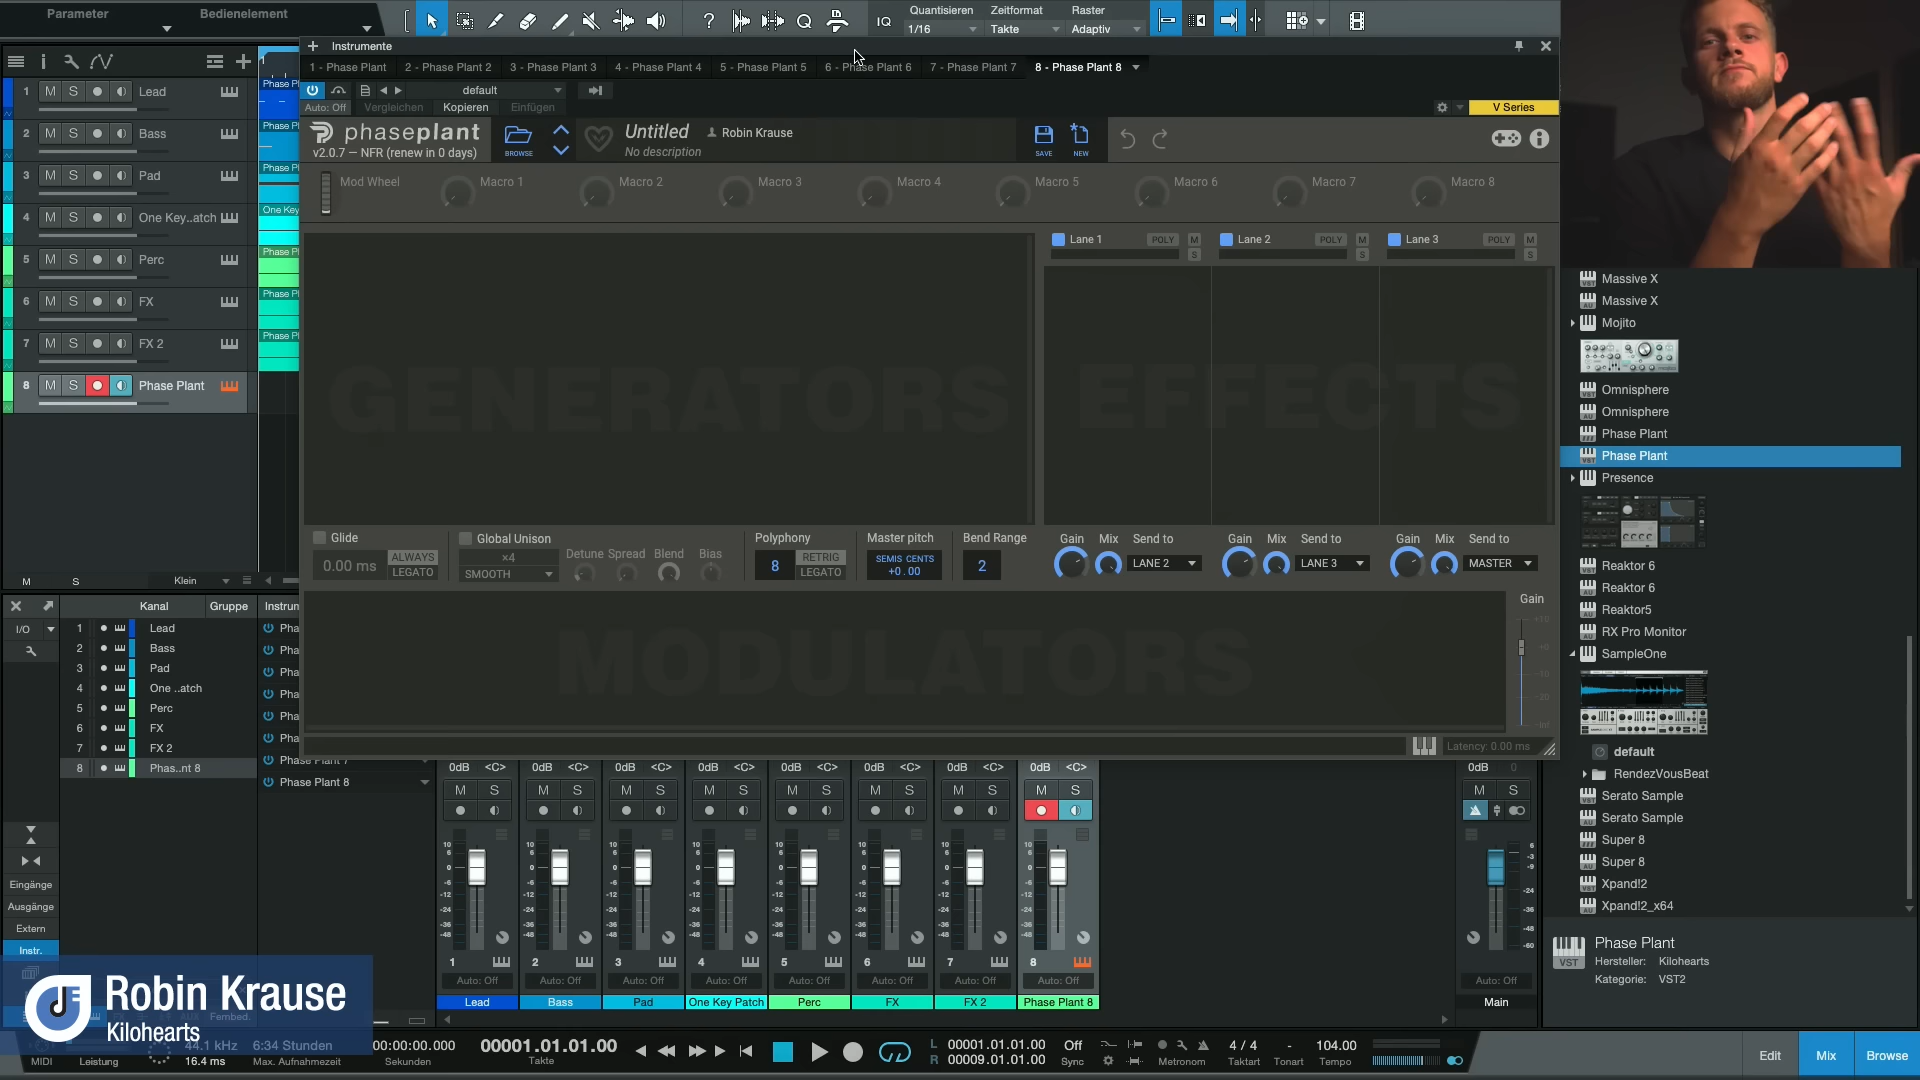 Parameter
Bedienelement
Quantisieren
Zeitformat
Raster
IQ
1/16
Takte
Adaptiv
Instrumente
1 - Phase Plant
2 - Phase Plant 2
3 - Phase Plant 3
4 - Phase Plant 4
5 - Phase Plant 5
6 - Phase Plant 6
7 - Phase Plant 7
8 - Phase Plant 8
default
Auto: Off
Vergleichen
Kopieren
Einfügen
V Series
phaseplant
v2.0.7 — NFR (renew in 0 days)
BROWSE
Untitled
No description
Robin Krause
SAVE
NEW
Mod Wheel
Macro 1
Macro 2
Macro 3
Macro 4
Macro 5
Macro 6
Macro 7
Macro 8
Lane 1 POLY M S
Lane 2 POLY M S
Lane 3 POLY M S
GENERATORS
EFFECTS
Glide
0.00 ms
ALWAYS
LEGATO
Global Unison
×4
SMOOTH
Detune
Spread
Blend
Bias
Polyphony
8
RETRIG
LEGATO
Master pitch
SEMIS CENTS
+0.00
Bend Range
2
Gain Mix Send to
LANE 2
Gain Mix Send to
LANE 3
Gain Mix Send to
MASTER
MODULATORS
Gain
Latency: 0.00 ms
1 M S Lead
2 M S Bass
3 M S Pad
4 M S One Key..atch
5 M S Perc
6 M S FX
7 M S FX 2
8 M S Phase Plant
Phase Pl
Phase Pl
Phase Pl
One Key
Phase Pl
Phase Pl
Phase Pl
M S Klein
Kanal
Gruppe
Instrum
I/O
1 Lead
2 Bass
3 Pad
4 One ..atch
5 Perc
6 FX
7 FX 2
8 Phas..nt 8
Pha
Pha
Pha
Pha
Pha
Pha
Phase Plant 7
Phase Plant 8
Eingänge
Ausgänge
Extern
Instr.
0dB <C>
0dB <C>
0dB <C>
0dB <C>
0dB <C>
0dB <C>
0dB <C>
0dB <C>
0dB 0
M S
M S
M S
M S
M S
M S
M S
M S
M S
1
2
3
4
5
6
7
8
Auto: Off
Auto: Off
Auto: Off
Auto: Off
Auto: Off
Auto: Off
Auto: Off
Auto: Off
Auto: Off
Lead
Bass
Pad
One Key Patch
Perc
FX
FX 2
Phase Plant 8
Main
Massive X
Massive X
Mojito
Omnisphere
Omnisphere
Phase Plant
Phase Plant
Presence
Reaktor 6
Reaktor 6
Reaktor5
RX Pro Monitor
SampleOne
default
RendezVousBeat
Serato Sample
Serato Sample
Super 8
Super 8
Xpand!2
Xpand!2_x64
VST
Phase Plant
Hersteller: Kilohearts
Kategorie: VST2
Robin Krause
Kilohearts
MIDI
Leistung
44.1 kHz
16.4 ms
6:34 Stunden
Max. Aufnahmezeit
00:00:00.000
Sekunden
00001.01.01.00
Takte
L 00001.01.01.00
R 00009.01.01.00
Off
Sync
Metronom
4 / 4
Taktart
-
Tonart
104.00
Tempo
Edit
Mix
Browse